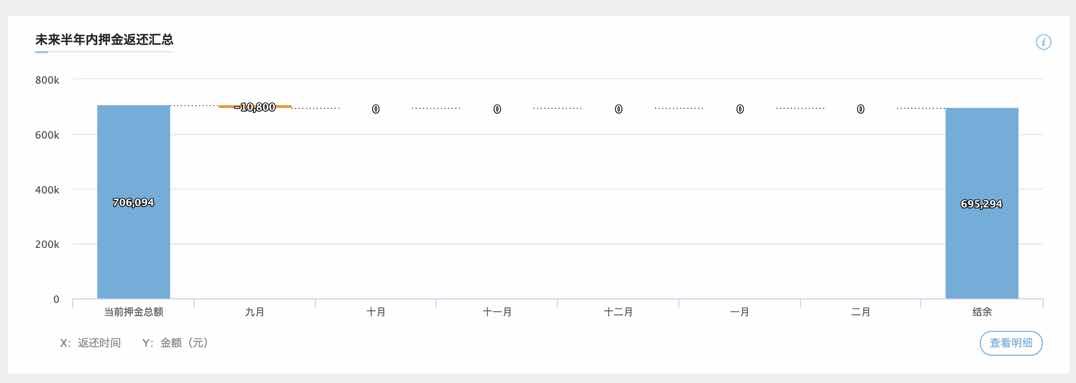 未来半年内押金返还汇总
i
800k
600k
400k
200k
0
706,094
-10,800
0
0
0
0
0
695,294
当前押金总额 九月 十月 十一月 十二月 一月 二月 结余
X：返还时间 Y：金额（元）
查看明细